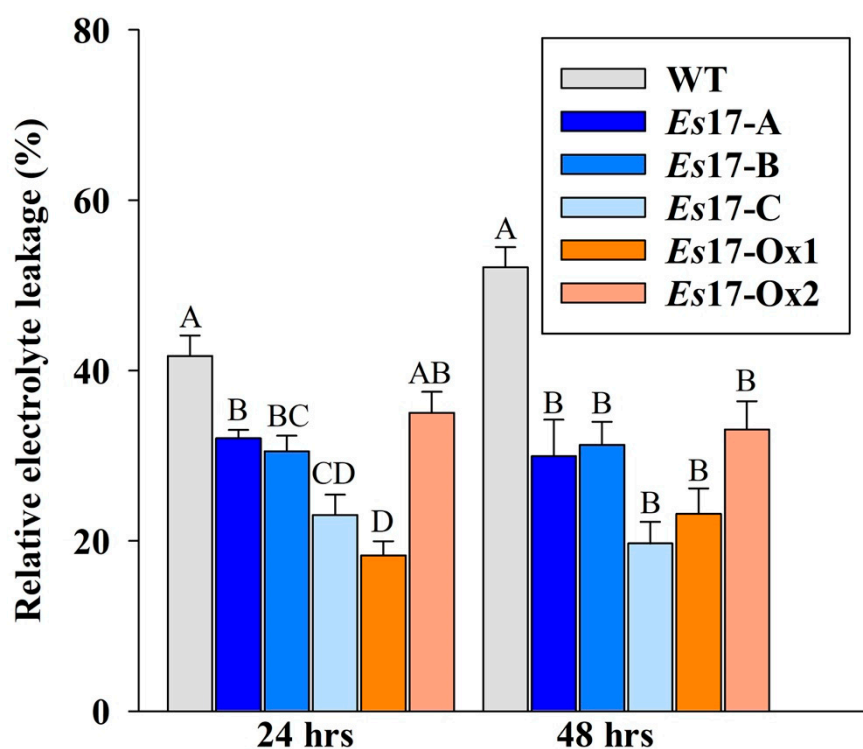 Relative electrolyte leakage (%)
80
60
40
20
0
WT
Es17-A
Es17-B
Es17-C
Es17-Ox1
Es17-Ox2
A
B
BC
CD
D
AB
A
B
B
B
B
B
24 hrs
48 hrs